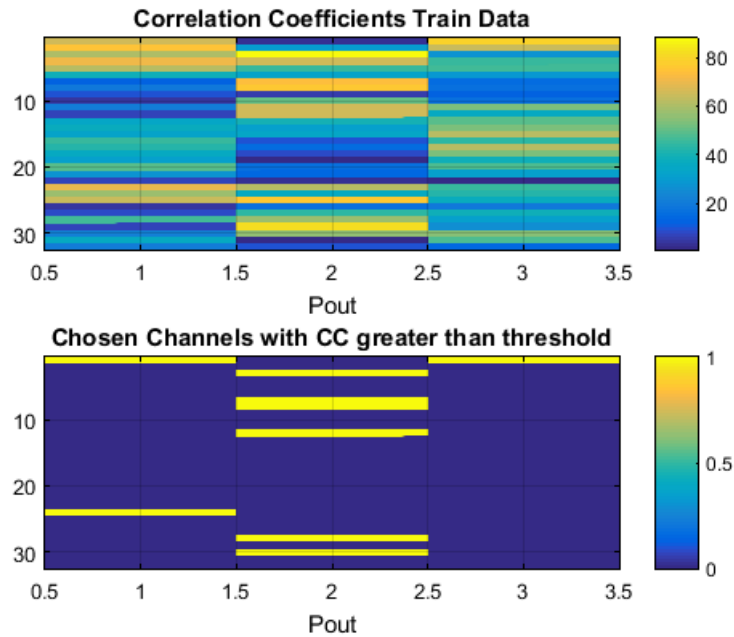 Correlation Coefficients Train Data
10
20
30
0.5 1 1.5 2 2.5 3 3.5
Pout
80
60
40
20
Chosen Channels with CC greater than threshold
10
20
30
0.5 1 1.5 2 2.5 3 3.5
Pout
1
0.5
0